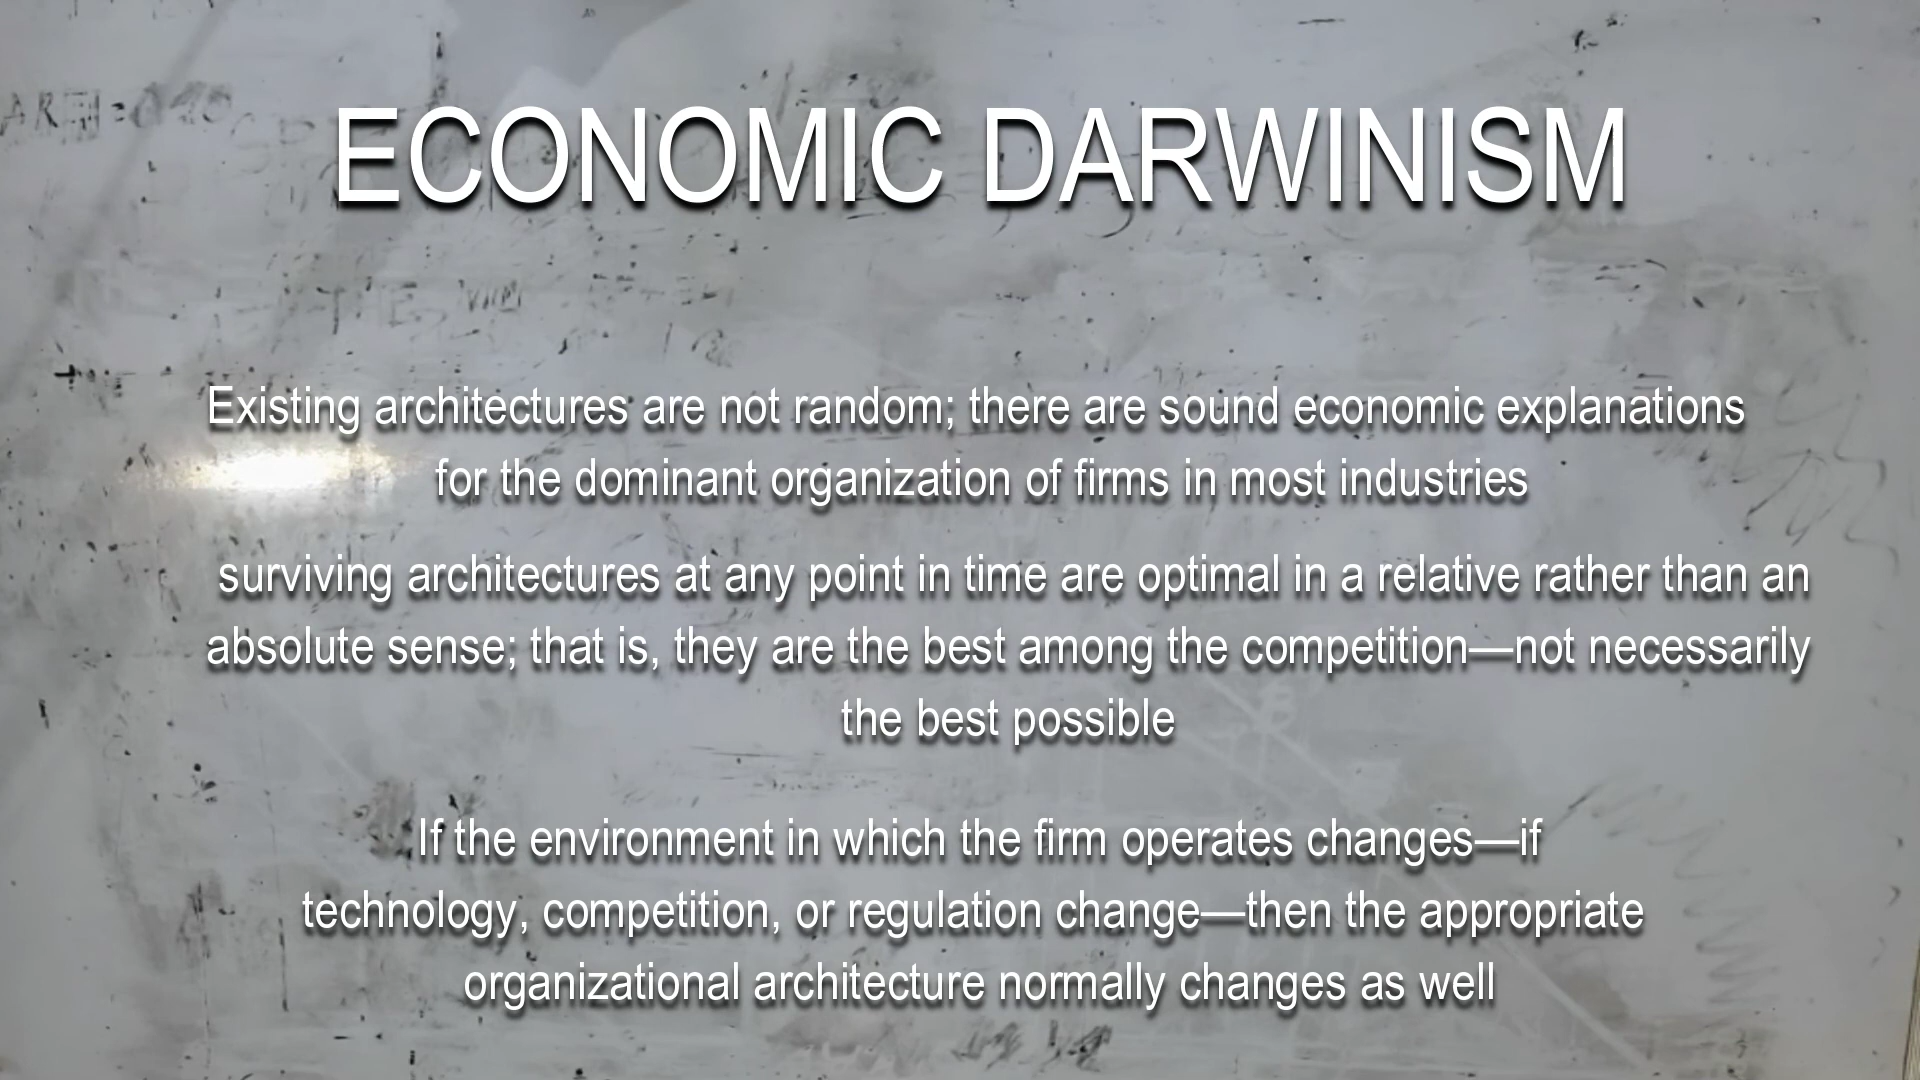 ECONOMIC DARWINISM
Existing architectures are not random; there are sound economic explanations
for the dominant organization of firms in most industries
surviving architectures at any point in time are optimal in a relative rather than an
absolute sense; that is, they are the best among the competition—not necessarily
the best possible
If the environment in which the firm operates changes—if
technology, competition, or regulation change—then the appropriate
organizational architecture normally changes as well